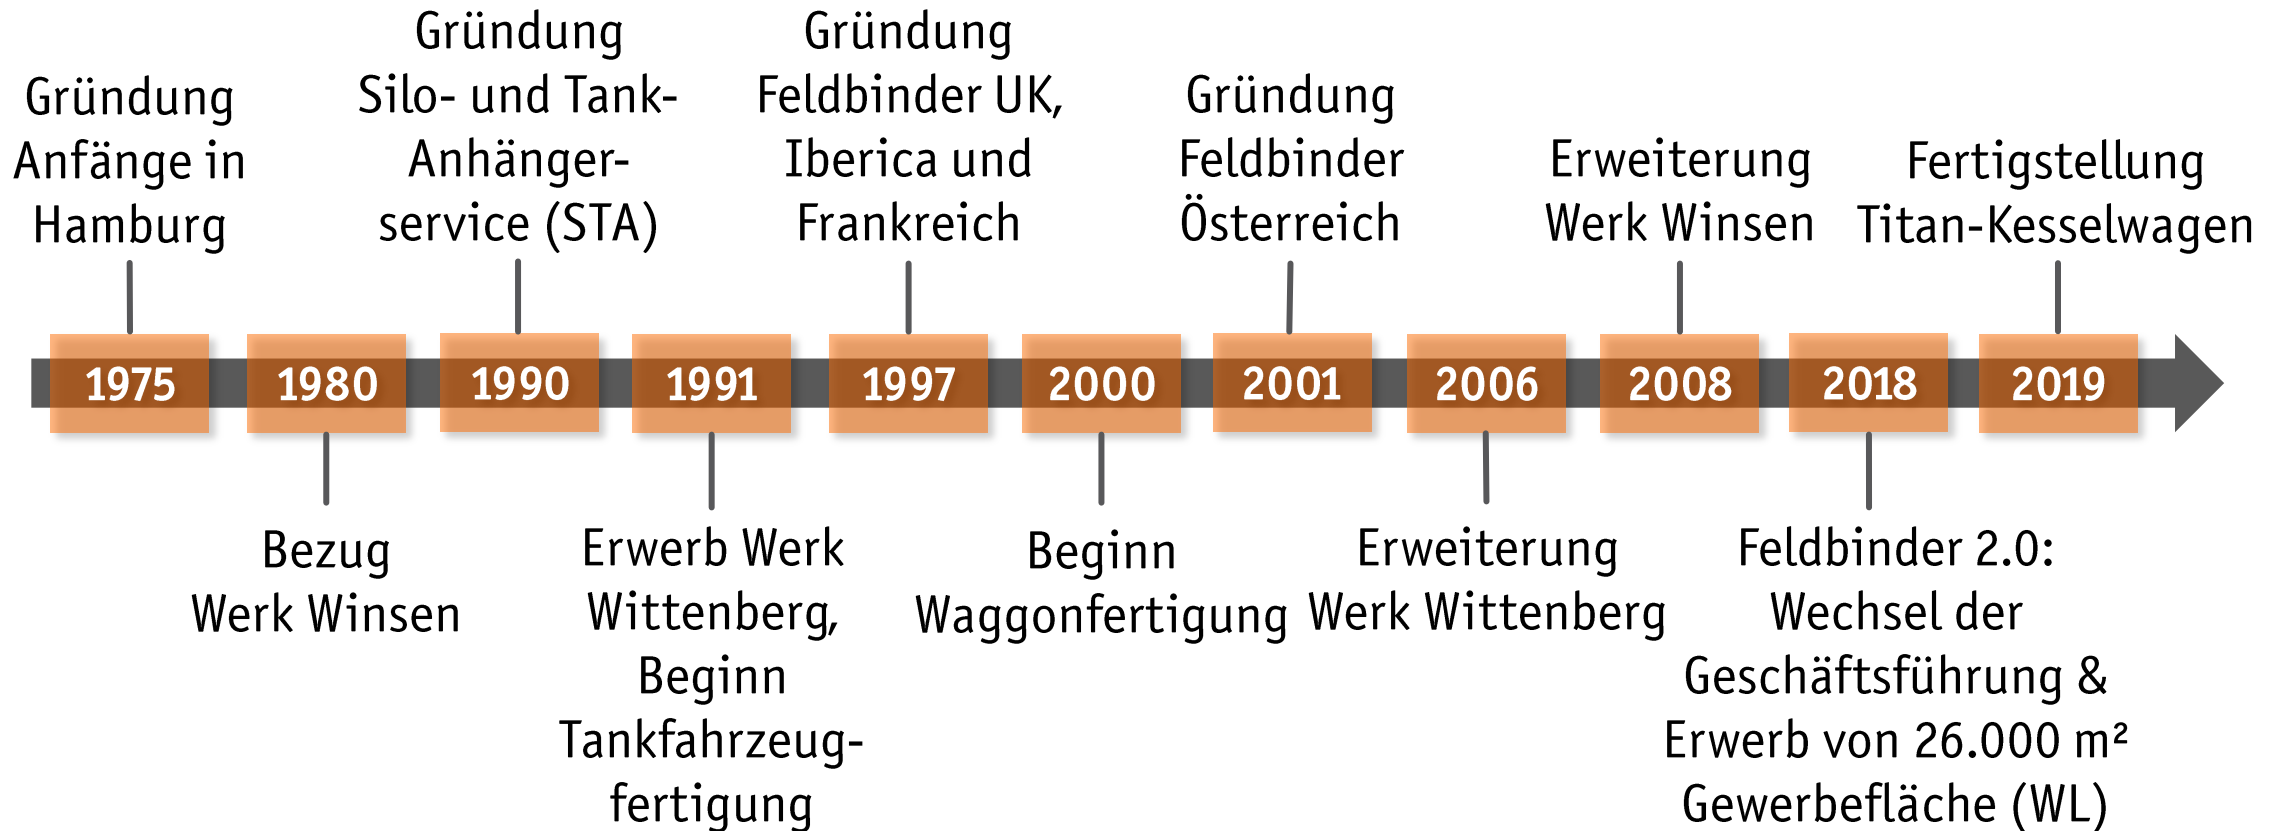 Gründung
Anfänge in
Hamburg
Gründung
Silo- und Tank-
Anhänger-
service (STA)
Gründung
Feldbinder UK,
Iberica und
Frankreich
Gründung
Feldbinder
Österreich
Erweiterung
Werk Winsen
Fertigstellung
Titan-Kesselwagen
1975 1980 1990 1991 1997 2000 2001 2006 2008 2018 2019
Bezug
Werk Winsen
Erwerb Werk
Wittenberg,
Beginn
Tankfahrzeug-
fertigung
Beginn
Waggonfertigung
Erweiterung
Werk Wittenberg
Feldbinder 2.0:
Wechsel der
Geschäftsführung &
Erwerb von 26.000 m²
Gewerbefläche (WL)